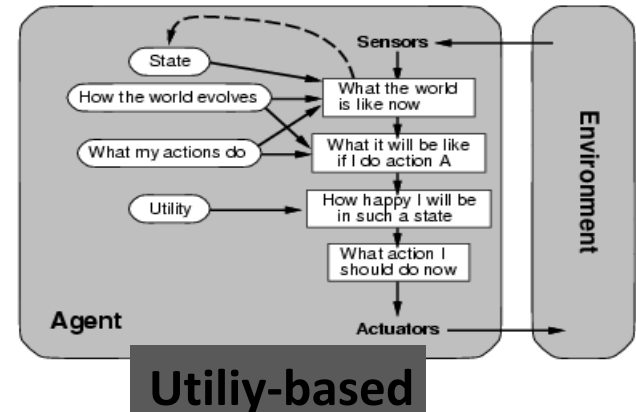 Sensors
State
What the world
is like now
How the world evolves
What my actions do
What it will be like
if I do action A
Utility
How happy I will be
in such a state
What action I
should do now
Agent
Actuators
Environment
Utiliy-based